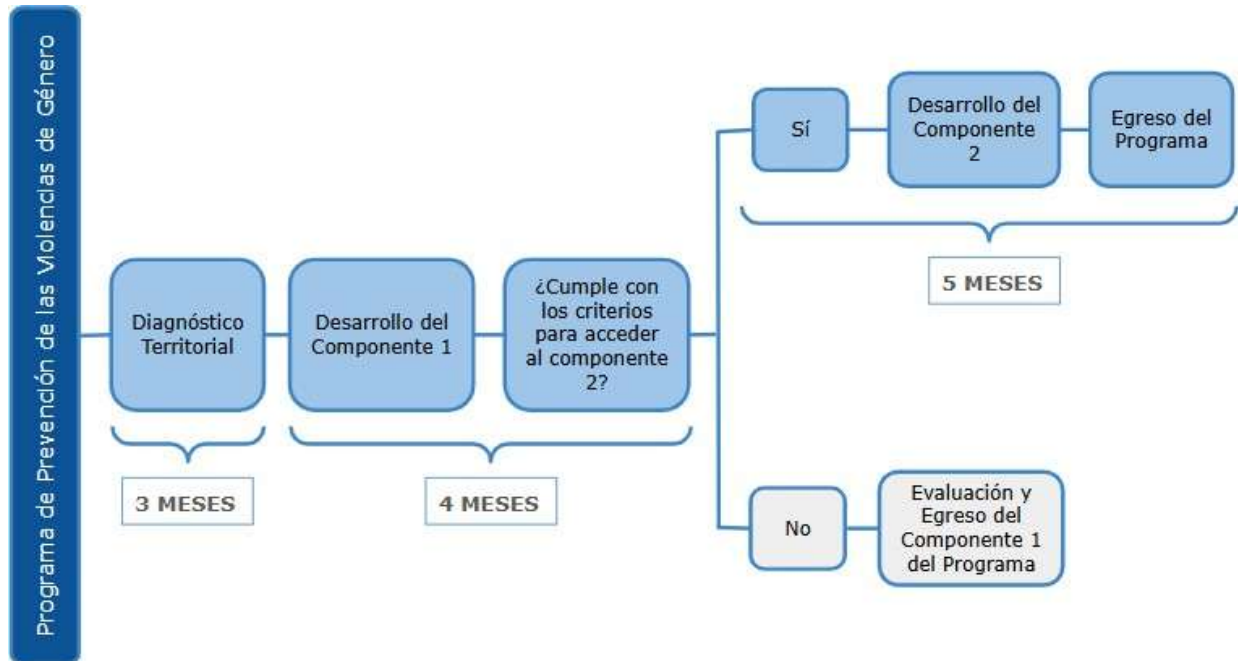 Programa de Prevención de las Violencias de Género
Diagnóstico
Territorial
3 MESES
Desarrollo del
Componente 1
¿Cumple con
los criterios
para acceder
al componente
2?
4 MESES
Sí
Desarrollo del
Componente
2
Egreso del
Programa
5 MESES
No
Evaluación y
Egreso del
Componente 1
del Programa